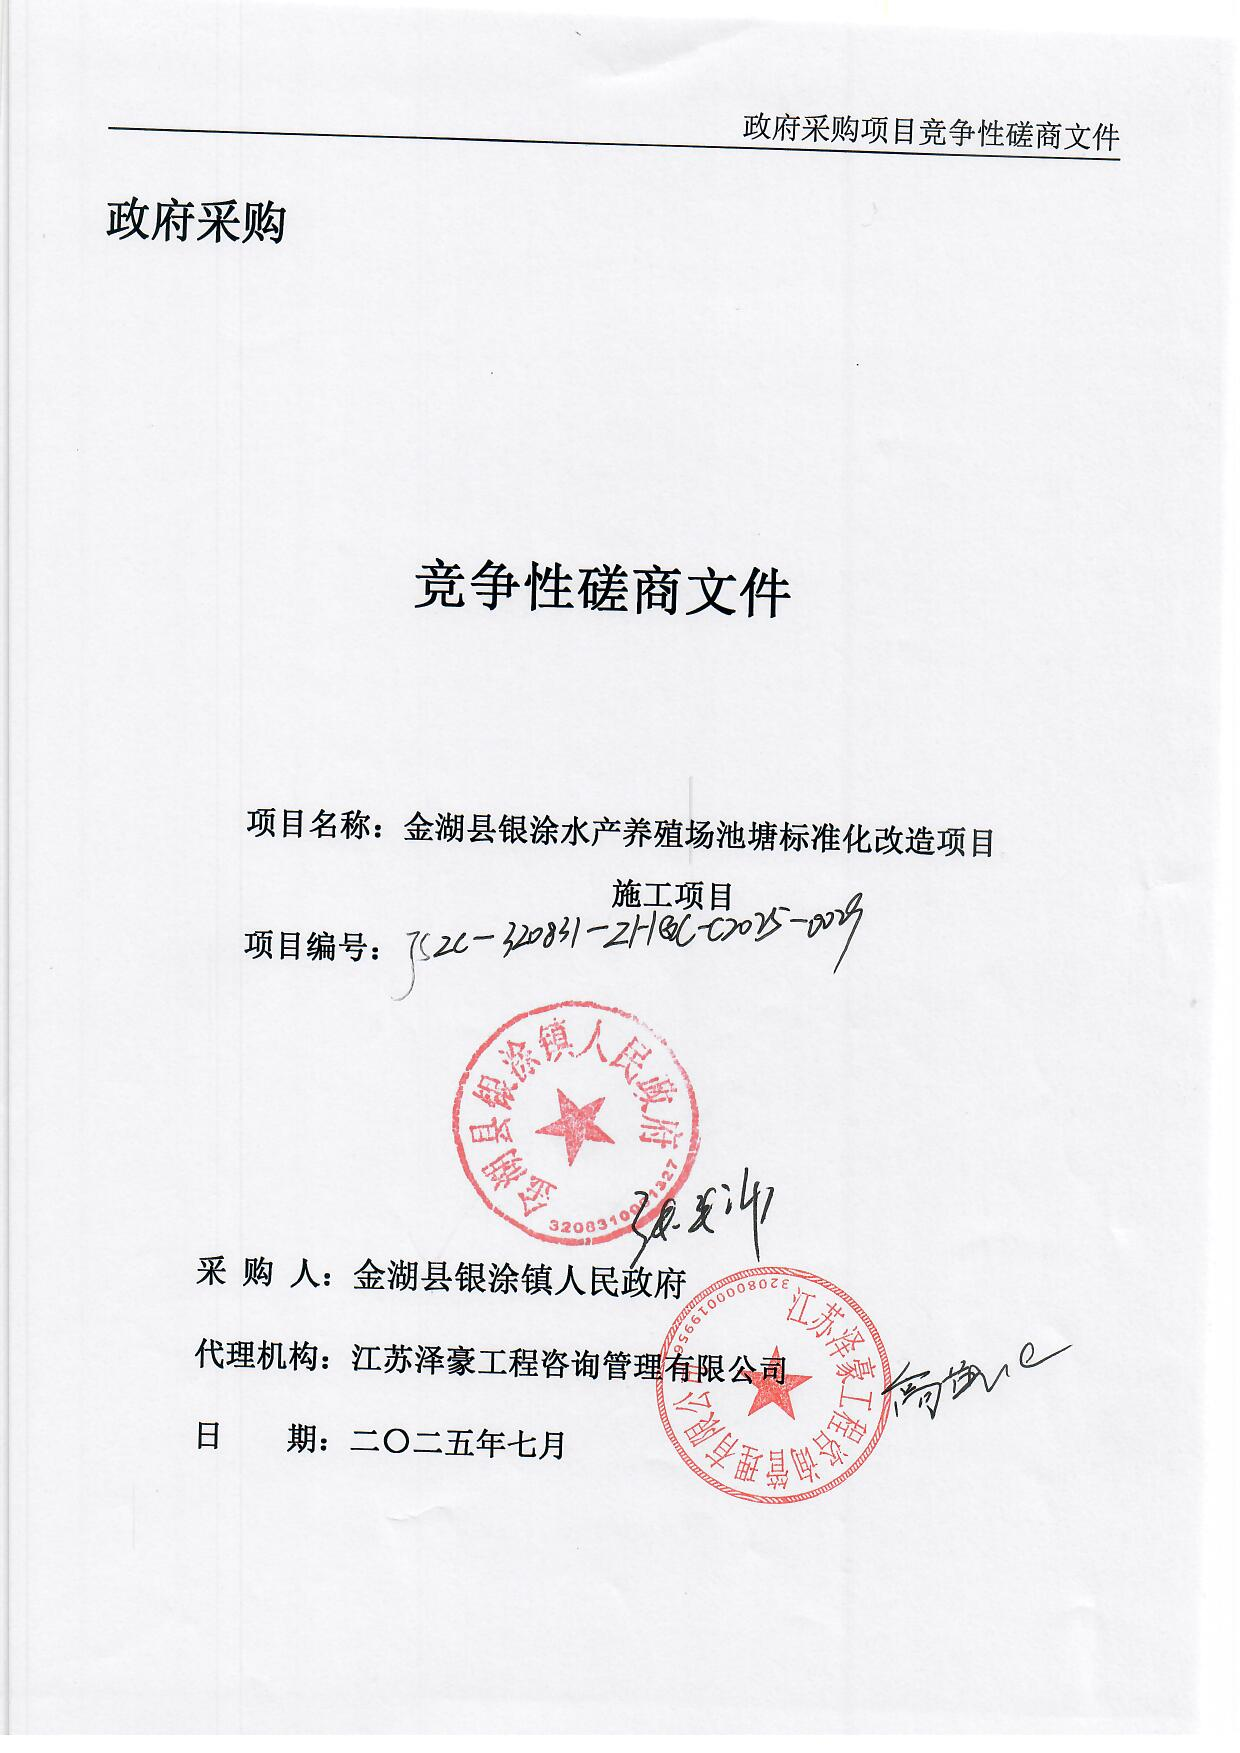 政府采购项目竞争性磋商文件
政府采购
竞争性磋商文件
项目名称：金湖县银涂水产养殖场池塘标准化改造项目
施工项目
项目编号：JSZC-320831-ZHGC-C2025-0029
金湖县银涂镇人民政府
采 购 人：金湖县银涂镇人民政府
代理机构：江苏泽豪工程咨询管理有限公司
江苏泽豪工程咨询管理有限公司
日 期：二〇二五年七月